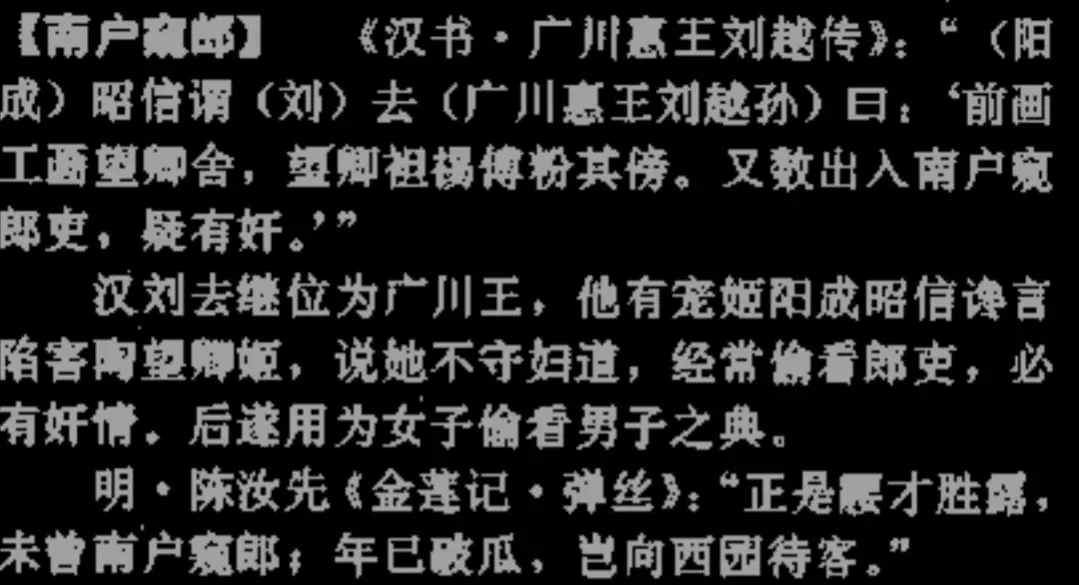 【南户窥郎】 《汉书·广川惠王刘越传》：“（阳
成）昭信谓（刘）去（广川惠王刘越孙）曰：‘前画
工画望卿舍，望卿袒裼傅粉其傍。又数出入南户窥
郎吏，疑有奸。’”
汉刘去继位为广川王，他有宠姬阳成昭信谗言
陷害陶望卿姬，说她不守妇道，经常偷看郎吏，必
有奸情。后遂用为女子偷看男子之典。
明·陈汝先《金莲记·弹丝》：“正是腰才胜露，
未曾南户窥郎；年已破瓜，岂向西园待客。”